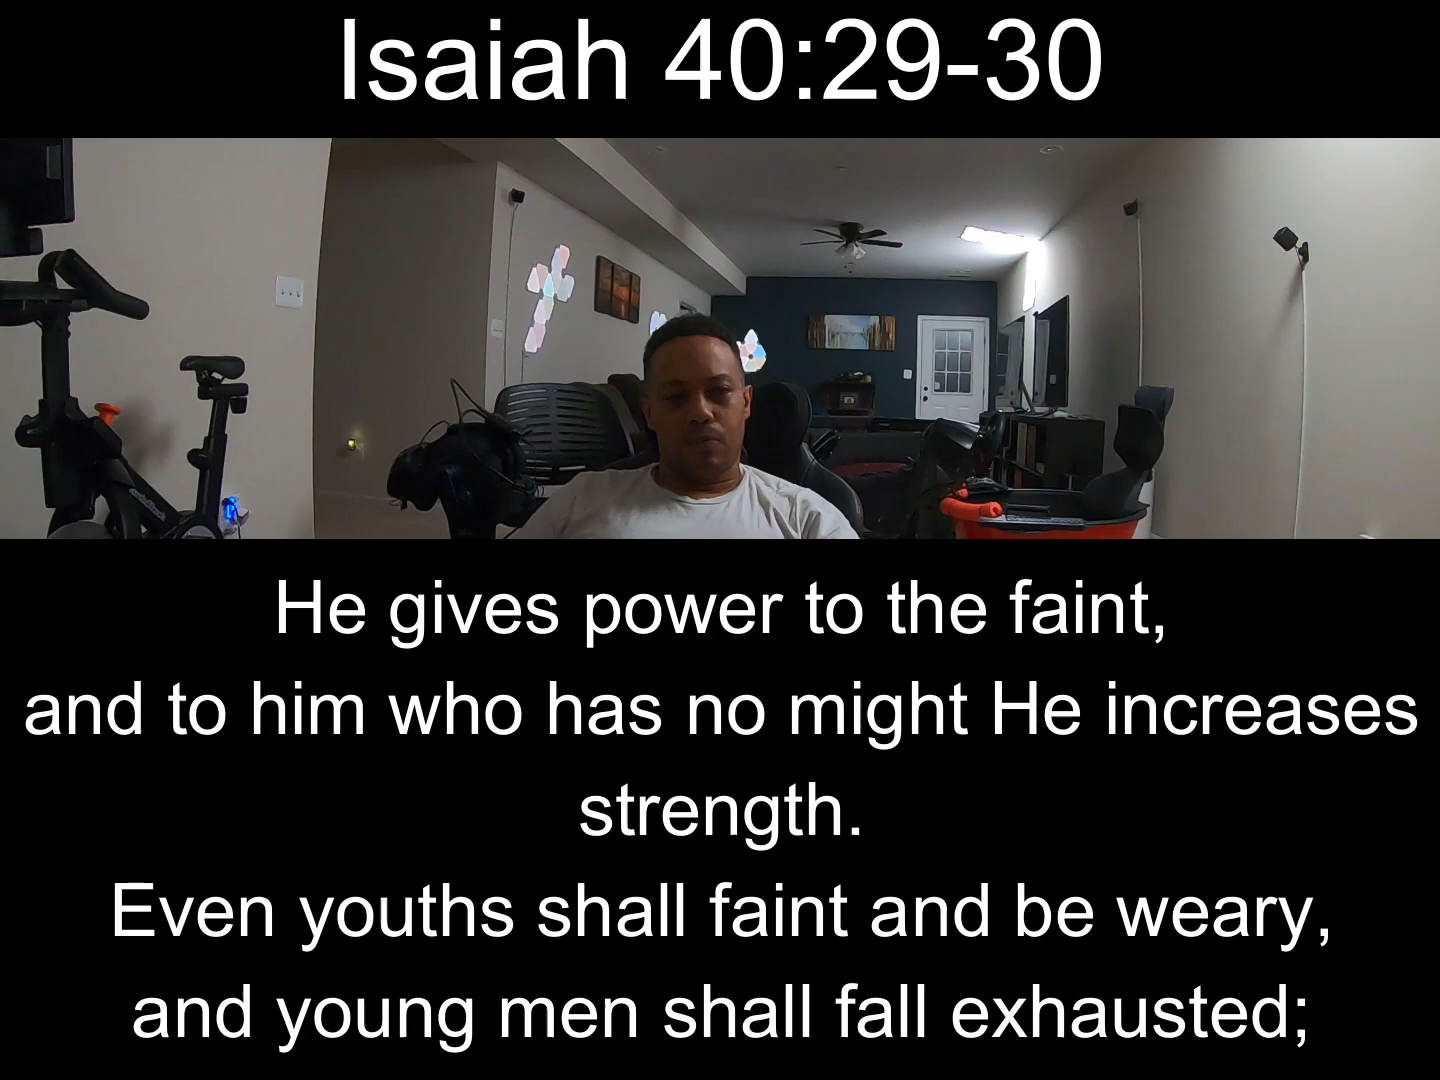 Isaiah 40:29-30
He gives power to the faint,
and to him who has no might He increases
strength.
Even youths shall faint and be weary,
and young men shall fall exhausted;